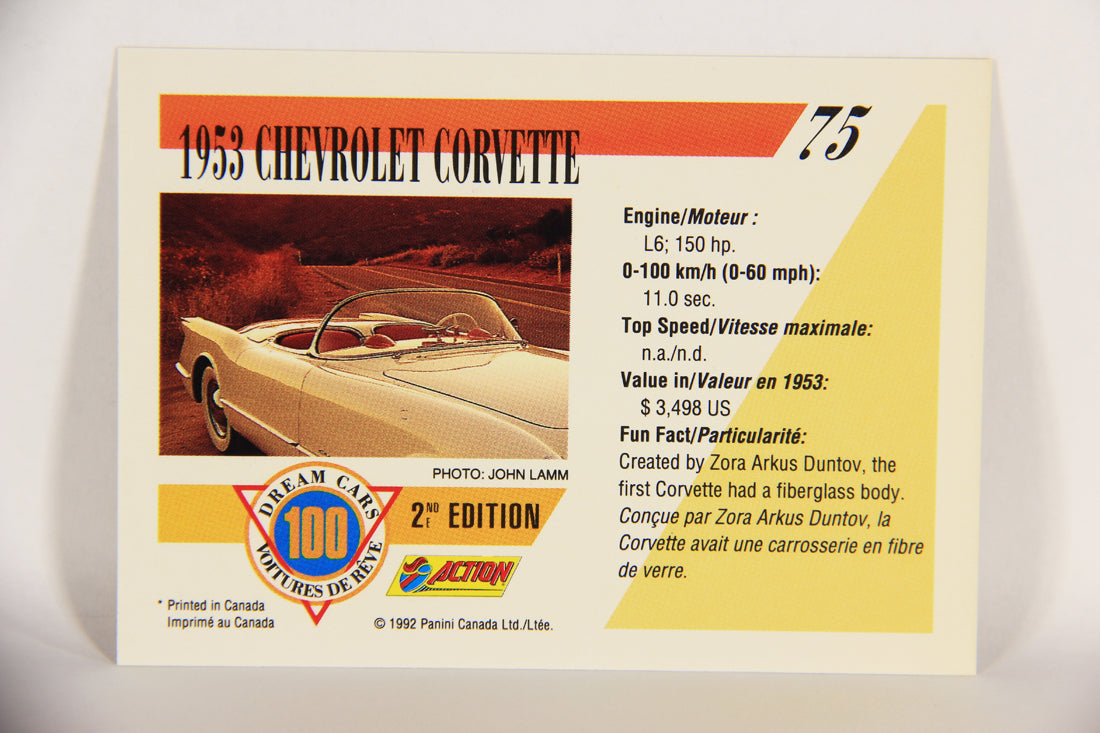 1953 CHEVROLET CORVETTE
75
Engine/Moteur :
L6; 150 hp.
0-100 km/h (0-60 mph):
11.0 sec.
Top Speed/Vitesse maximale:
n.a./n.d.
Value in/Valeur en 1953:
$ 3,498 US
Fun Fact/Particularité:
Created by Zora Arkus Duntov, the
first Corvette had a fiberglass body.
Conçue par Zora Arkus Duntov, la
Corvette avait une carrosserie en fibre
de verre.
PHOTO: JOHN LAMM
DREAM CARS
100
VOITURES DE RÊVE
2ND E EDITION
ACTION
* Printed in Canada
Imprimé au Canada
© 1992 Panini Canada Ltd./Ltée.